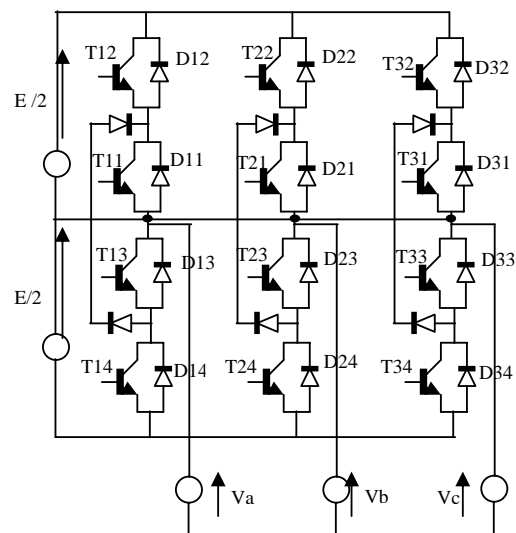 T12 D12 T22 D22 T32 D32
E /2
T11 D11 T21 D21 T31 D31
T13 D13 T23 D23 T33 D33
E/2
T14 D14 T24 D24 T34 D34
Va Vb Vc